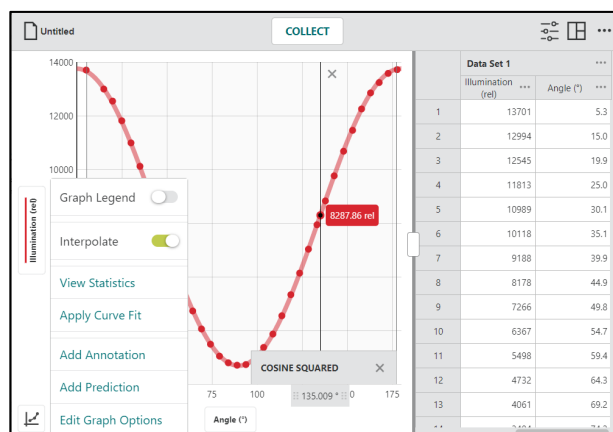 Untitled
COLLECT
•••
14000
12000
10000
Illumination (rel)
8287.86 rel
Graph Legend
Interpolate
View Statistics
Apply Curve Fit
Add Annotation
Add Prediction
Edit Graph Options
COSINE SQUARED
135.009 °
75
100
0
175
Angle (°)
Data Set 1
Illumination (rel) Angle (°)
1 13701 5.3
2 12994 15.0
3 12545 19.9
4 11813 25.0
5 10989 30.1
6 10118 35.1
7 9188 39.9
8 8178 44.9
9 7266 49.8
10 6367 54.7
11 5498 59.4
12 4732 64.3
13 4061 69.2